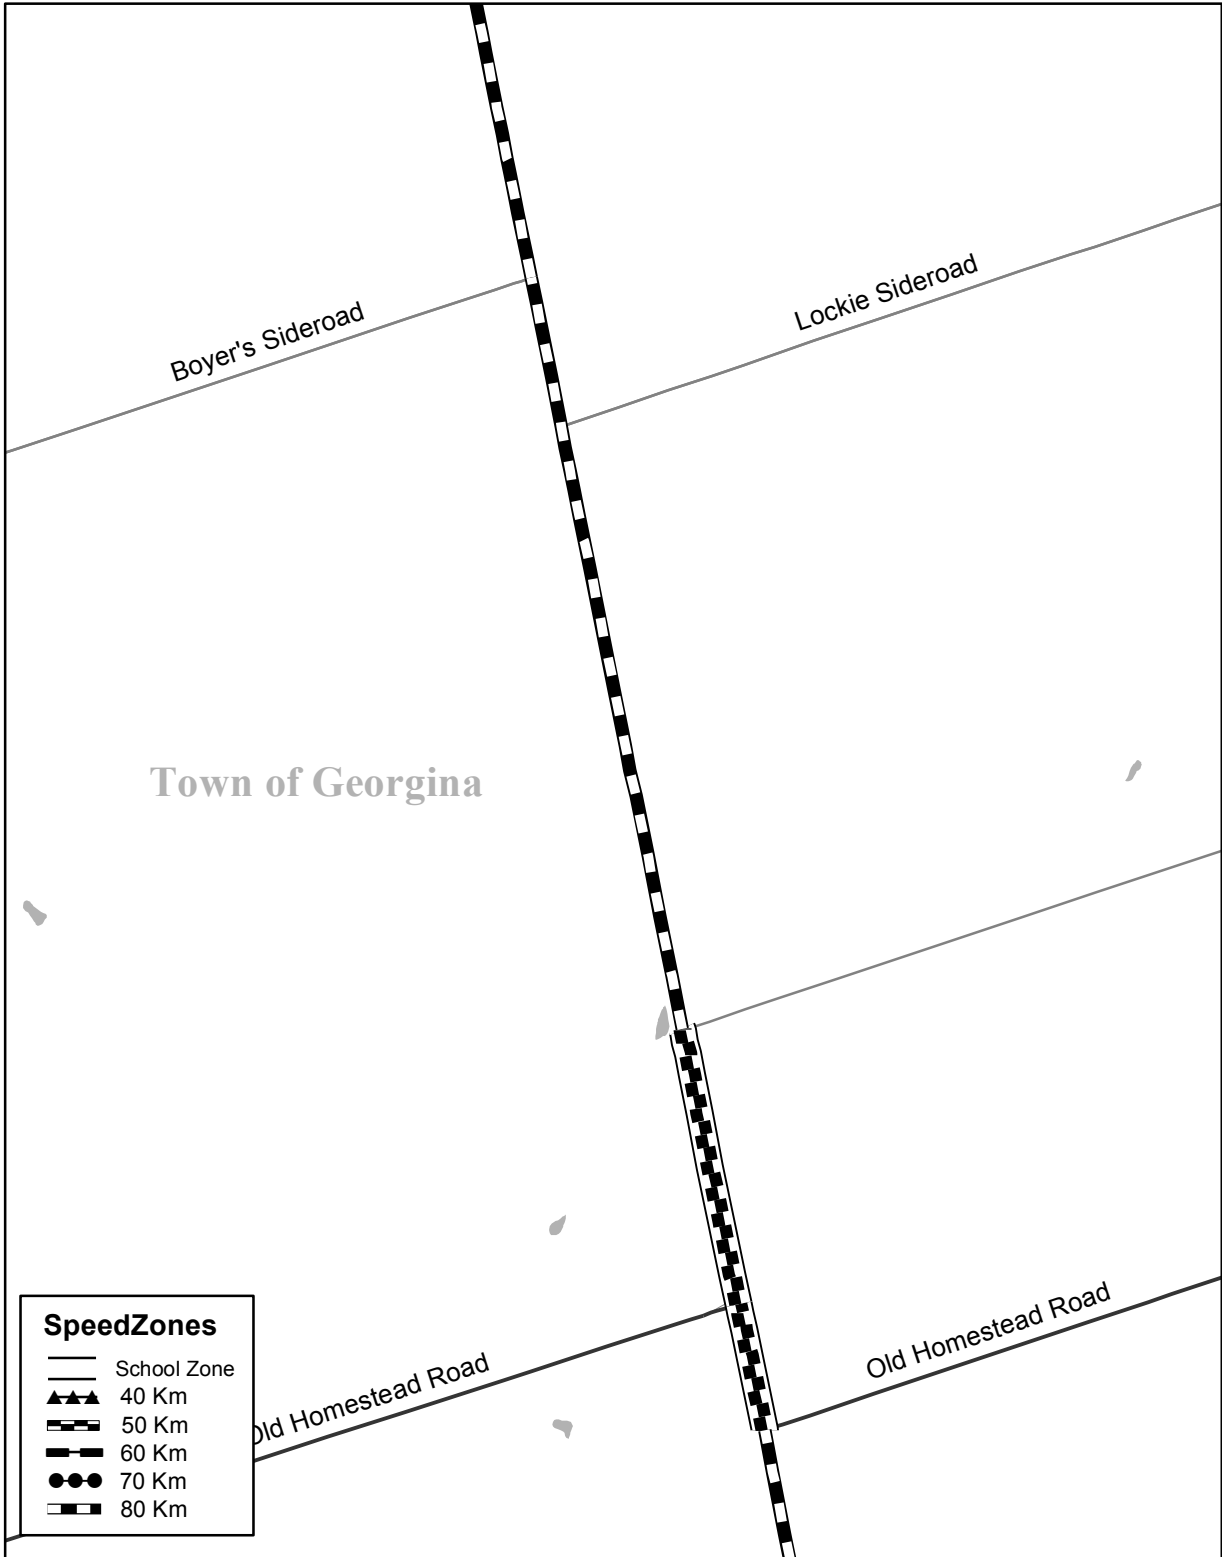 Lockie Sideroad
Boyer's Sideroad
Town of Georgina
Old Homestead Road
Old Homestead Road
SpeedZones
School Zone
40 Km
50 Km
60 Km
70 Km
80 Km